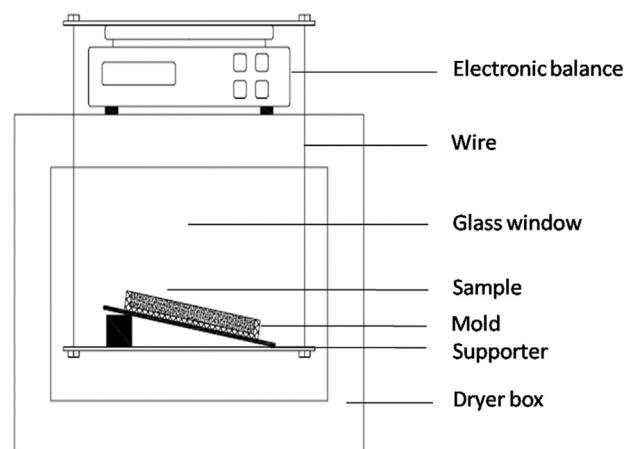 Electronic balance
Wire
Glass window
Sample
Mold
Supporter
Dryer box